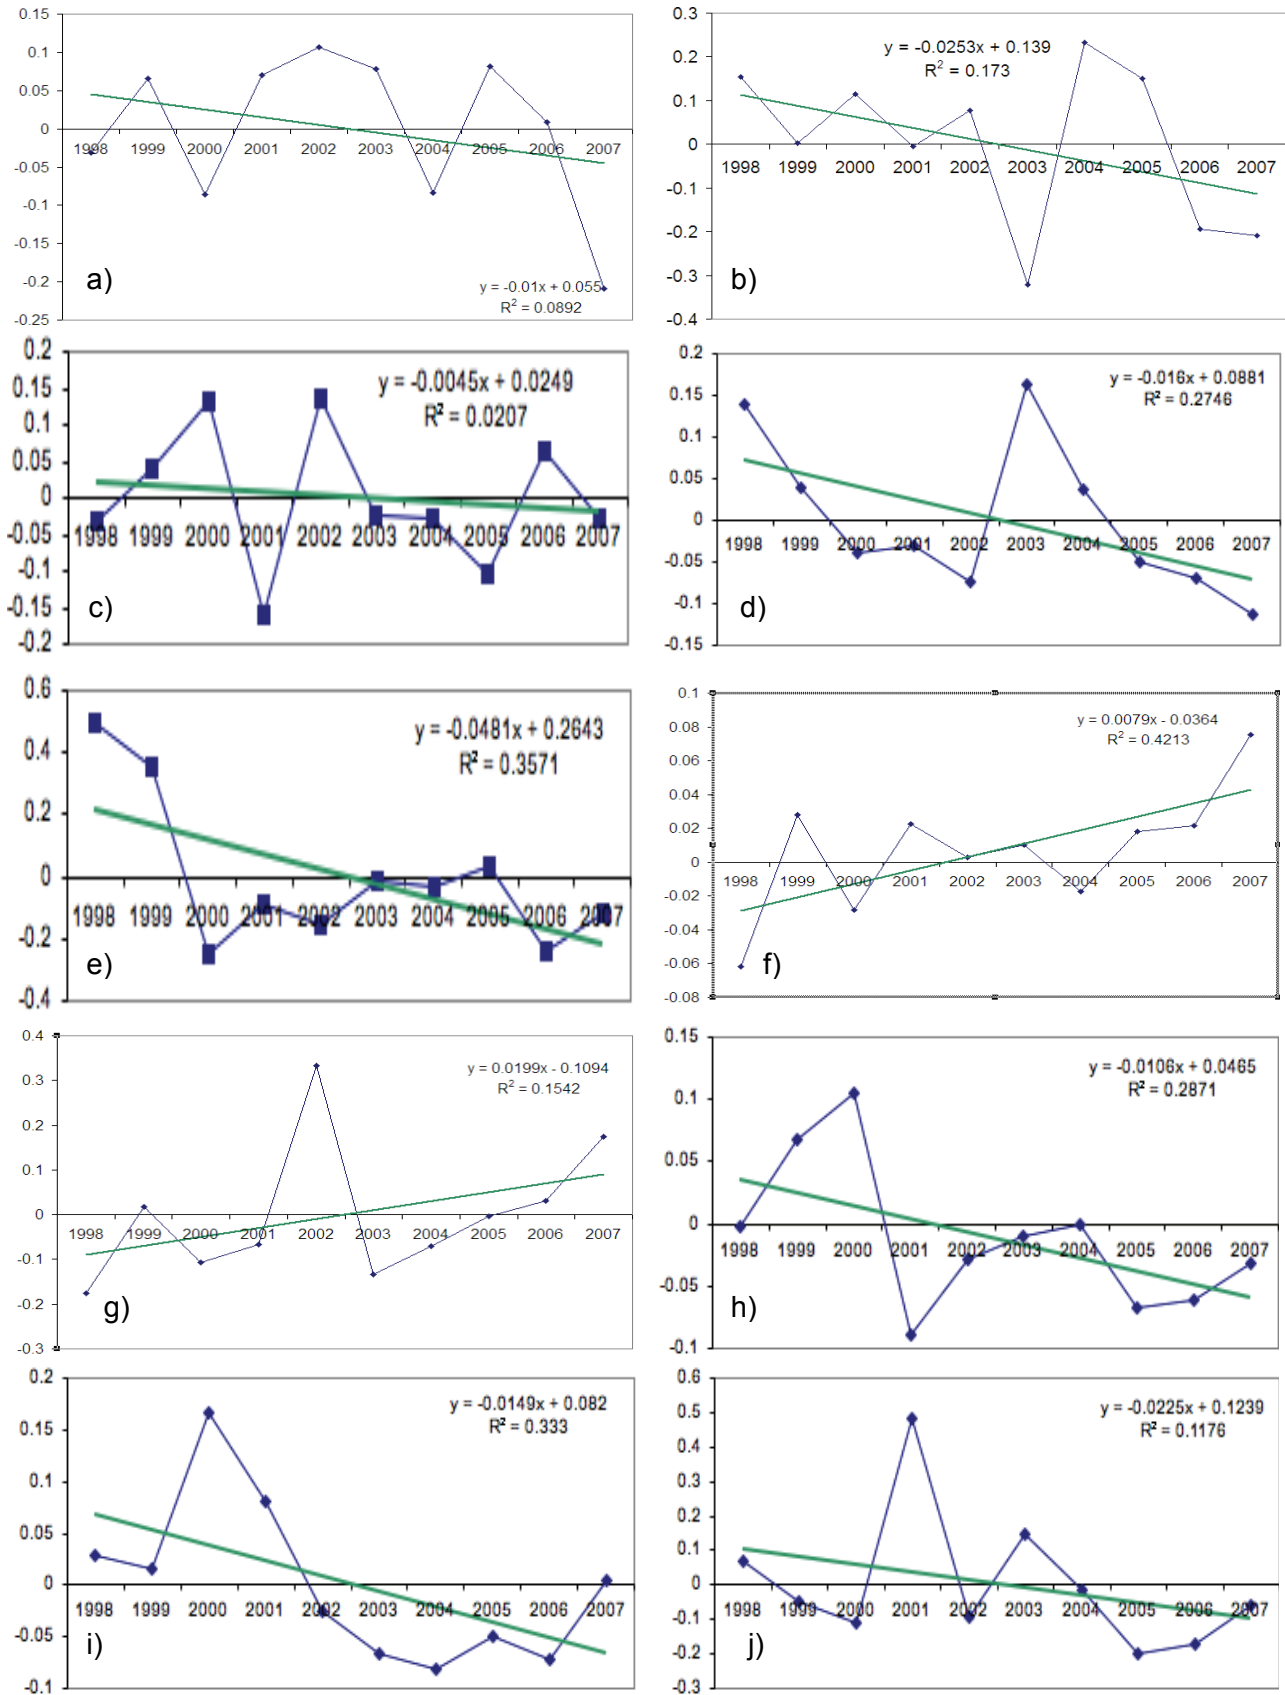 0.15
0.1
0.05
0
-0.05
-0.1
-0.15
-0.2
-0.25
1998 1999 2000 2001 2002 2003 2004 2005 2006 2007
a)
y = -0.01x + 0.055
R² = 0.0892
0.3
0.2
0.1
0
-0.1
-0.2
-0.3
-0.4
y = -0.0253x + 0.139
R² = 0.173
1998 1999 2000 2001 2002 2003 2004 2005 2006 2007
b)
0.2
0.15
0.1
0.05
0
-0.05
-0.1
-0.15
-0.2
y = -0.0045x + 0.0249
R² = 0.0207
1998 1999 2000 2001 2002 2003 2004 2005 2006 2007
c)
0.2
0.15
0.1
0.05
0
-0.05
-0.1
-0.15
y = -0.016x + 0.0881
R² = 0.2746
1998 1999 2000 2001 2002 2003 2004 2005 2006 2007
d)
0.6
0.4
0.2
0
-0.2
-0.4
y = -0.0481x + 0.2643
R² = 0.3571
1998 1999 2000 2001 2002 2003 2004 2005 2006 2007
e)
0.1
0.08
0.06
0.04
0.02
0
-0.02
-0.04
-0.06
-0.08
y = 0.0079x - 0.0364
R² = 0.4213
1998 1999 2000 2001 2002 2003 2004 2005 2006 2007
f)
0.4
0.3
0.2
0.1
0
-0.1
-0.2
-0.3
y = 0.0199x - 0.1094
R² = 0.1542
1998 1999 2000 2001 2002 2003 2004 2005 2006 2007
g)
0.15
0.1
0.05
0
-0.05
-0.1
y = -0.0106x + 0.0465
R² = 0.2871
1998 1999 2000 2001 2002 2003 2004 2005 2006 2007
h)
0.2
0.15
0.1
0.05
0
-0.05
-0.1
y = -0.0149x + 0.082
R² = 0.333
1998 1999 2000 2001 2002 2003 2004 2005 2006 2007
i)
0.6
0.5
0.4
0.3
0.2
0.1
0
-0.1
-0.2
-0.3
y = -0.0225x + 0.1239
R² = 0.1176
1998 1999 2000 2001 2002 2003 2004 2005 2006 2007
j)